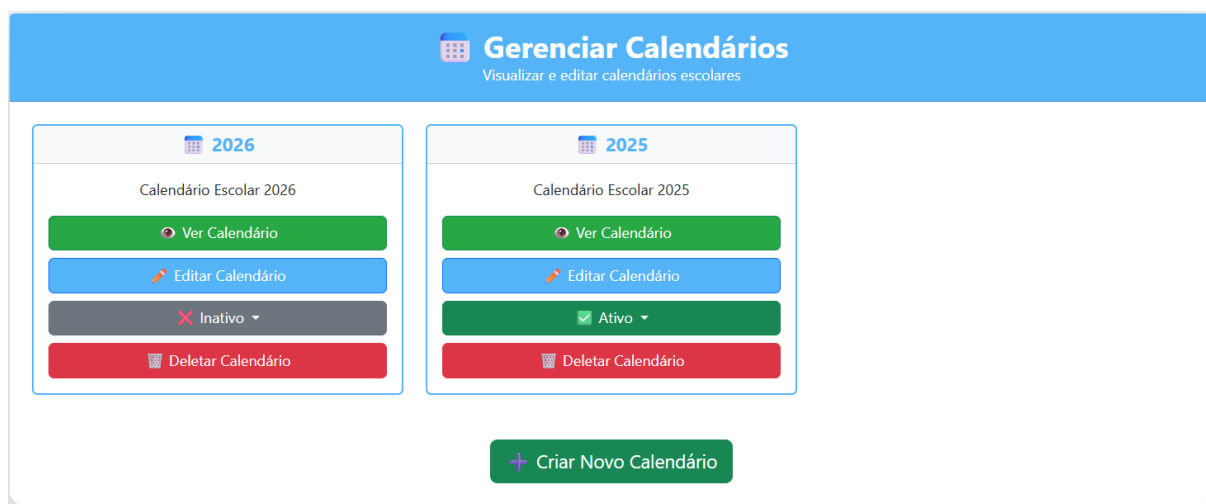 Gerenciar Calendários
Visualizar e editar calendários escolares
2026
Calendário Escolar 2026
Ver Calendário
Editar Calendário
Inativo
Deletar Calendário
2025
Calendário Escolar 2025
Ver Calendário
Editar Calendário
Ativo
Deletar Calendário
Criar Novo Calendário